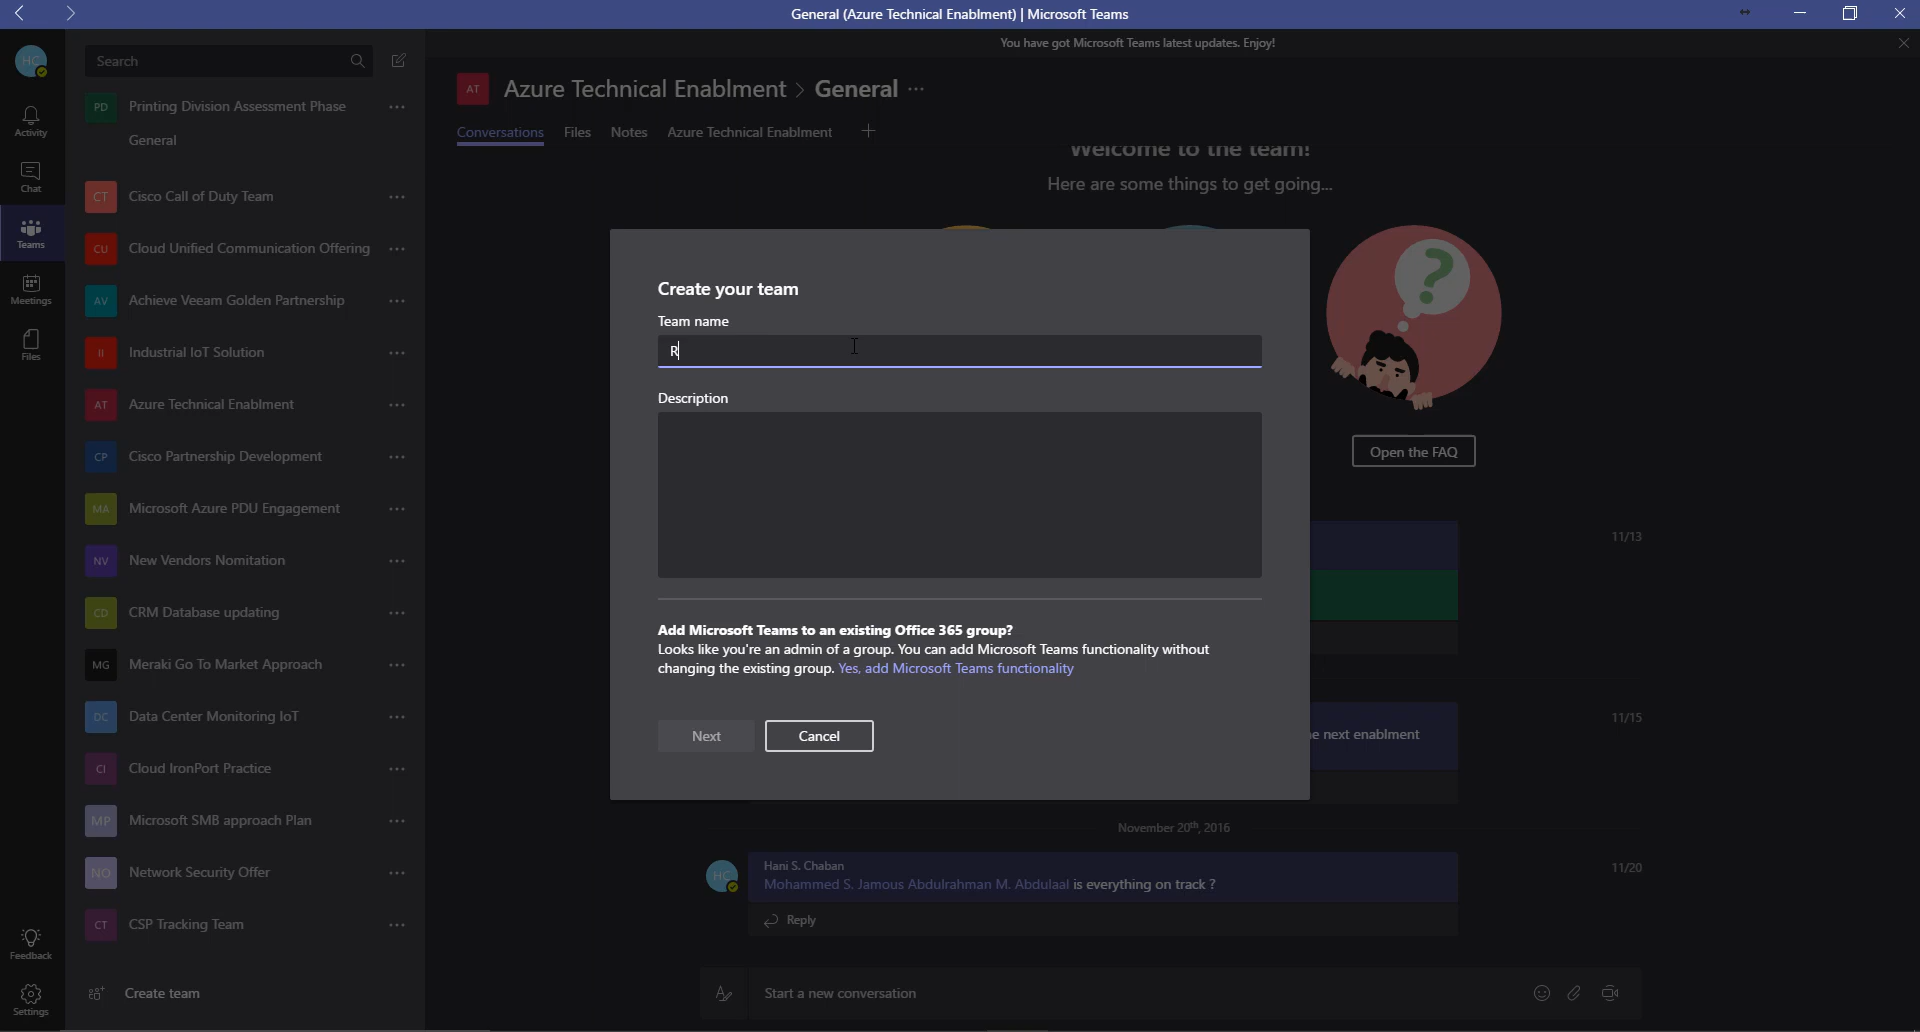 General (Azure Technical Enablment) | Microsoft Teams
You have got Microsoft Teams latest updates. Enjoy!
HC
Activity
Chat
Teams
Meetings
Files
Feedback
Settings
Search
PD Printing Division Assessment Phase
General
CT Cisco Call of Duty Team
CU Cloud Unified Communication Offering
AV Achieve Veeam Golden Partnership
II Industrial IoT Solution
AT Azure Technical Enablment
CP Cisco Partnership Development
MA Microsoft Azure PDU Engagement
NV New Vendors Nomitation
CD CRM Database updating
MG Meraki Go To Market Approach
DC Data Center Monitoring IoT
CI Cloud IronPort Practice
MP Microsoft SMB approach Plan
NO Network Security Offer
CT CSP Tracking Team
Create team
AT Azure Technical Enablment > General
Conversations Files Notes Azure Technical Enablment
Welcome to the team!
Here are some things to get going...
?
Open the FAQ
Create your team
Team name
R
Description
Add Microsoft Teams to an existing Office 365 group?
Looks like you're an admin of a group. You can add Microsoft Teams functionality without
changing the existing group. Yes, add Microsoft Teams functionality
Next
Cancel
11/13
11/15
next enablment
November 20th, 2016
HC
Hani S. Chaban
11/20
Mohammed S. Jamous Abdulrahman M. Abdulaal is everything on track ?
Reply
Start a new conversation